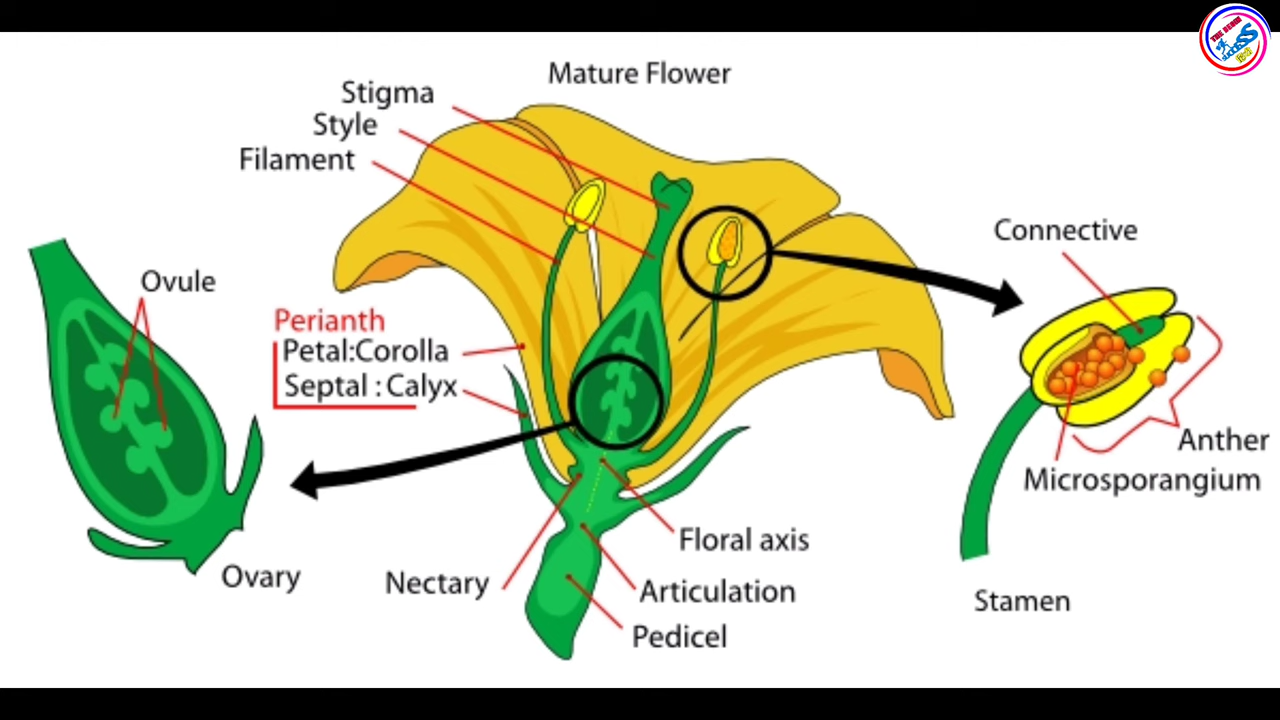 Mature Flower
Stigma
Style
Filament
Connective
Ovule
Perianth
Petal:Corolla
Septal : Calyx
Anther
Microsporangium
Floral axis
Ovary
Nectary
Articulation
Stamen
Pedicel